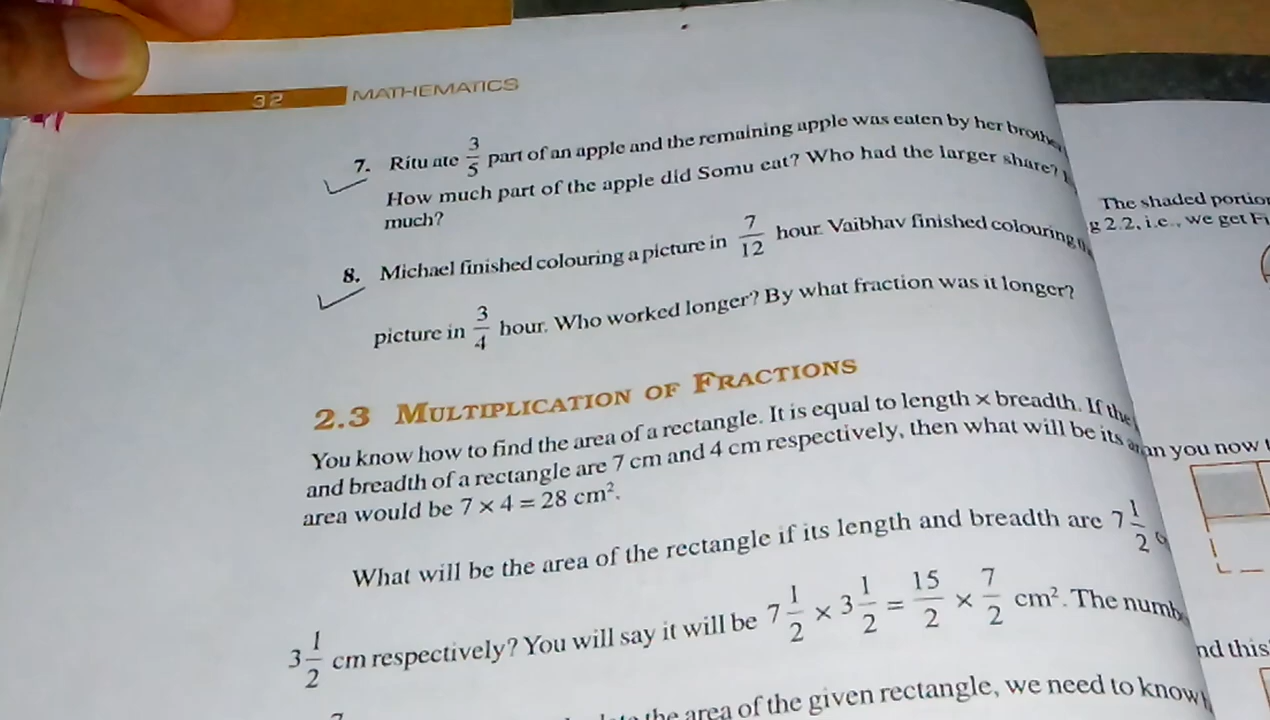 32 MATHEMATICS
7. Ritu ate 3/5 part of an apple and the remaining apple was eaten by her
How much part of the apple did Somu eat? Who had the larger share?
much?
8. Michael finished colouring a picture in 7/12 hour. Vaibhav finished colouring
picture in 3/4 hour. Who worked longer? By what fraction was it longer?
2.3 MULTIPLICATION OF FRACTIONS
You know how to find the area of a rectangle. It is equal to length × breadth. If the
and breadth of a rectangle are 7 cm and 4 cm respectively, then what will be its
area would be 7 × 4 = 28 cm².
What will be the area of the rectangle if its length and breadth are 7 1/2
3 1/2 cm respectively? You will say it will be 7 1/2 × 3 1/2 = 15/2 × 7/2 cm². The
the area of the given rectangle, we need to know
The shaded
g 2.2, i.e., we get
an you now
nd this